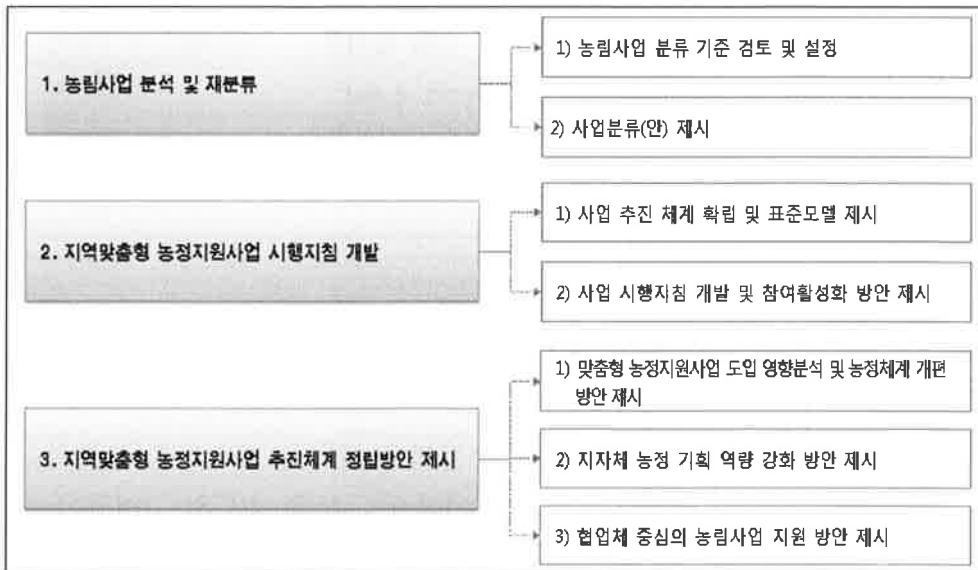 1. 농림사업 분석 및 재분류
1) 농림사업 분류 기준 검토 및 설정
2) 사업분류(안) 제시
2. 지역맞춤형 농정지원사업 시행지침 개발
1) 사업 추진 체계 확립 및 표준모델 제시
2) 사업 시행지침 개발 및 참여활성화 방안 제시
3. 지역맞춤형 농정지원사업 추진체계 정립방안 제시
1) 맞춤형 농정지원사업 도입 영향분석 및 농정체계 개편
방안 제시
2) 지자체 농정 기획 역량 강화 방안 제시
3) 협업체 중심의 농림사업 지원 방안 제시